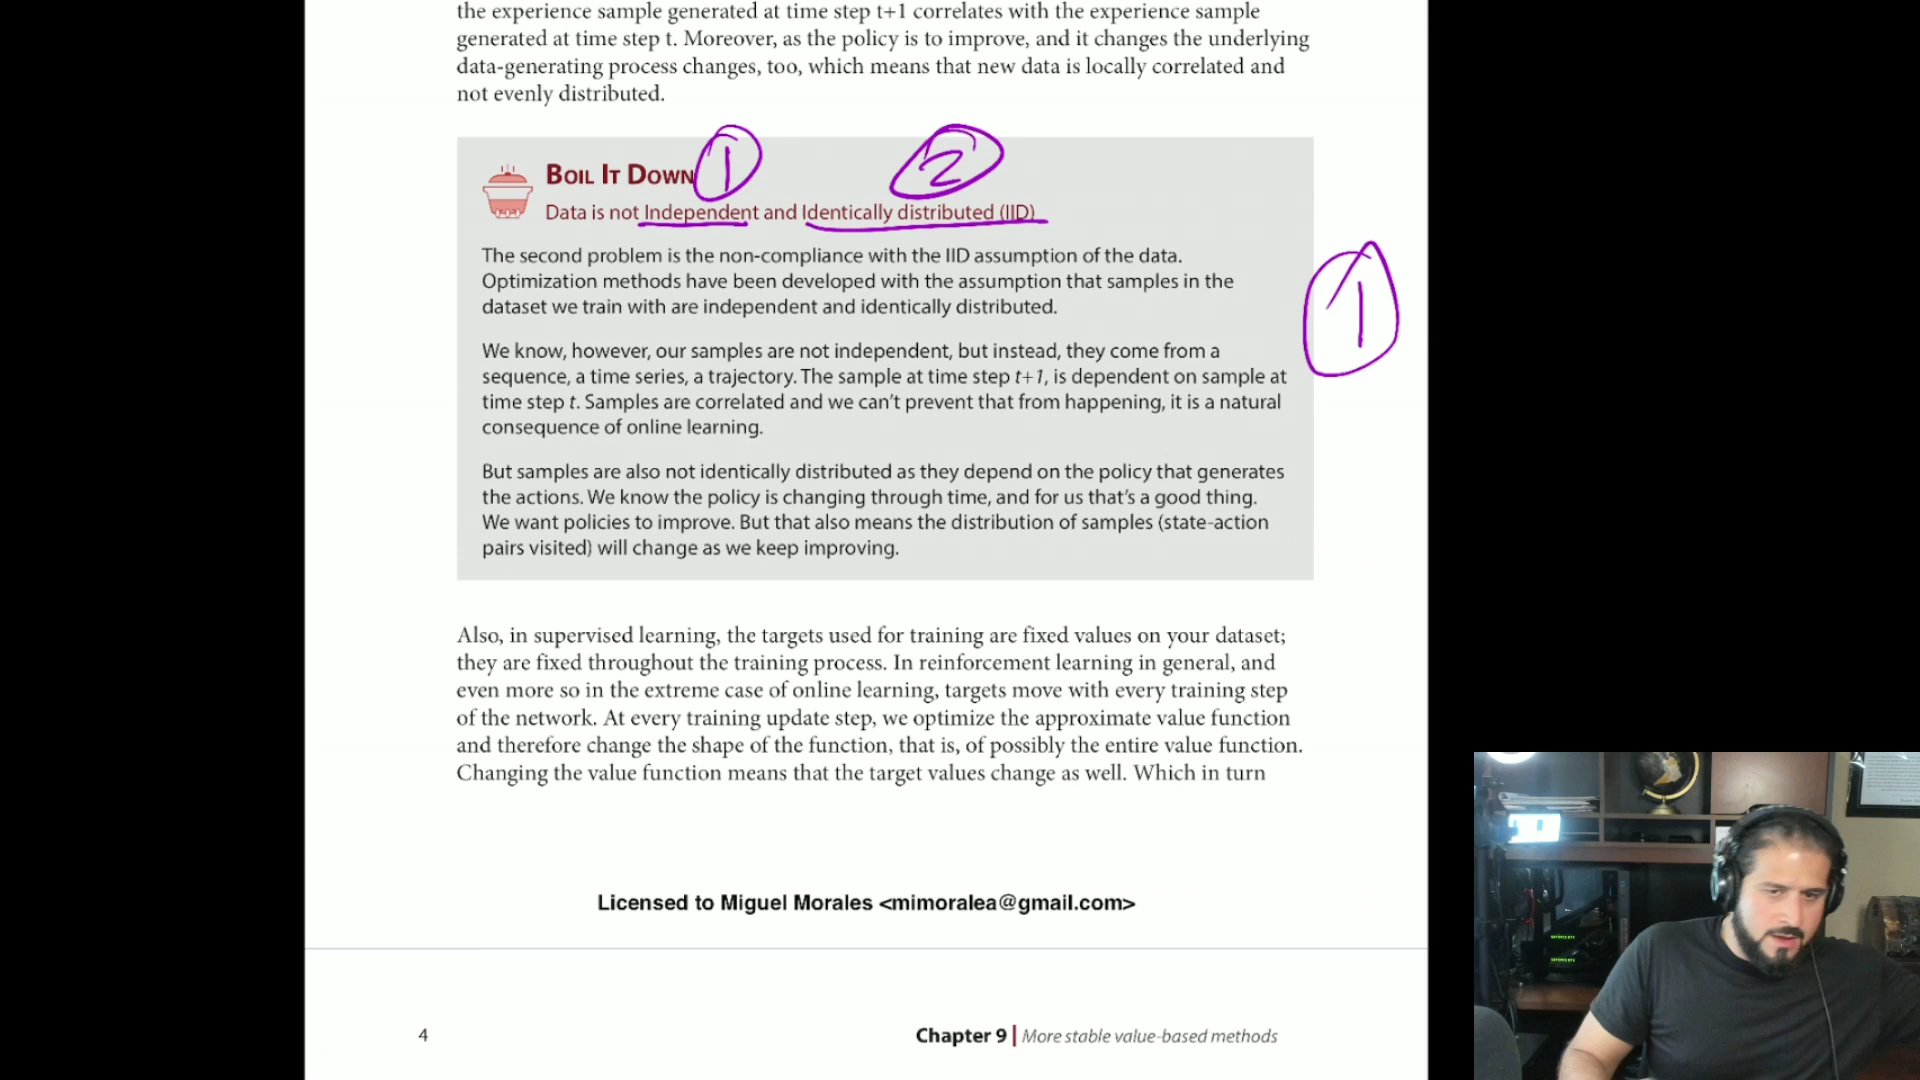 the experience sample generated at time step t+1 correlates with the experience sample
generated at time step t. Moreover, as the policy is to improve, and it changes the underlying
data-generating process changes, too, which means that new data is locally correlated and
not evenly distributed.
1
2
BOIL IT DOWN
Data is not Independent and Identically distributed (IID)
The second problem is the non-compliance with the IID assumption of the data.
Optimization methods have been developed with the assumption that samples in the
dataset we train with are independent and identically distributed.
1
We know, however, our samples are not independent, but instead, they come from a
sequence, a time series, a trajectory. The sample at time step t+1, is dependent on sample at
time step t. Samples are correlated and we can't prevent that from happening, it is a natural
consequence of online learning.
But samples are also not identically distributed as they depend on the policy that generates
the actions. We know the policy is changing through time, and for us that's a good thing.
We want policies to improve. But that also means the distribution of samples (state-action
pairs visited) will change as we keep improving.
Also, in supervised learning, the targets used for training are fixed values on your dataset;
they are fixed throughout the training process. In reinforcement learning in general, and
even more so in the extreme case of online learning, targets move with every training step
of the network. At every training update step, we optimize the approximate value function
and therefore change the shape of the function, that is, of possibly the entire value function.
Changing the value function means that the target values change as well. Which in turn
Licensed to Miguel Morales <mimoralea@gmail.com>
4
Chapter 9 | More stable value-based methods